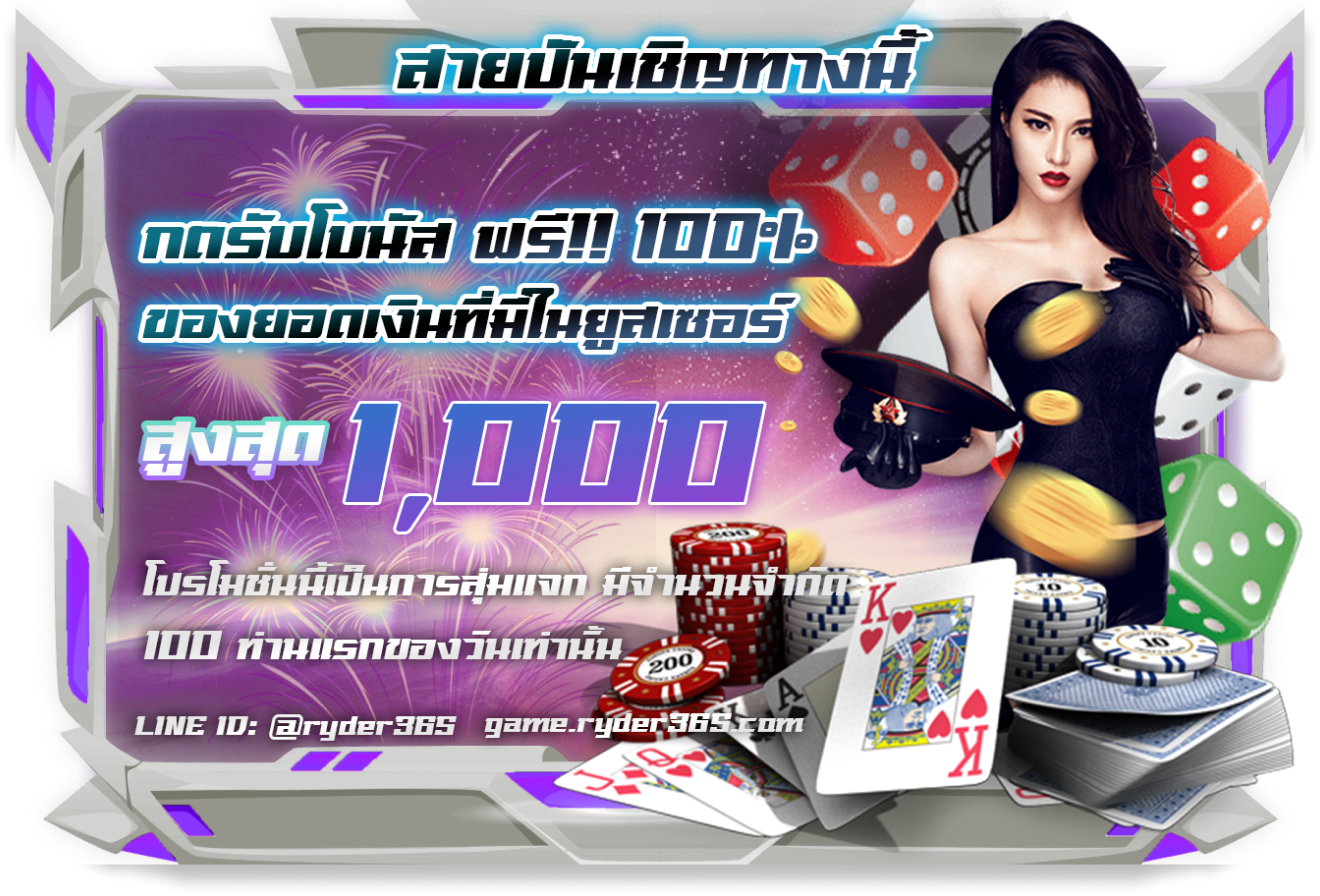 สายปั่นเชิญทางนี้
กดรับโบนัส ฟรี!! 100%
ของยอดเงินที่มีในยูสเซอร์
สูงสุด 1,000
โปรโมชั่นนี้เป็นการสุ่มแจก มีจำนวนจำกัด
100 ท่านแรกของวันเท่านั้น
LINE ID: @ryder365 game.ryder365.com
200
200
10
10
K
K
A
J
Q